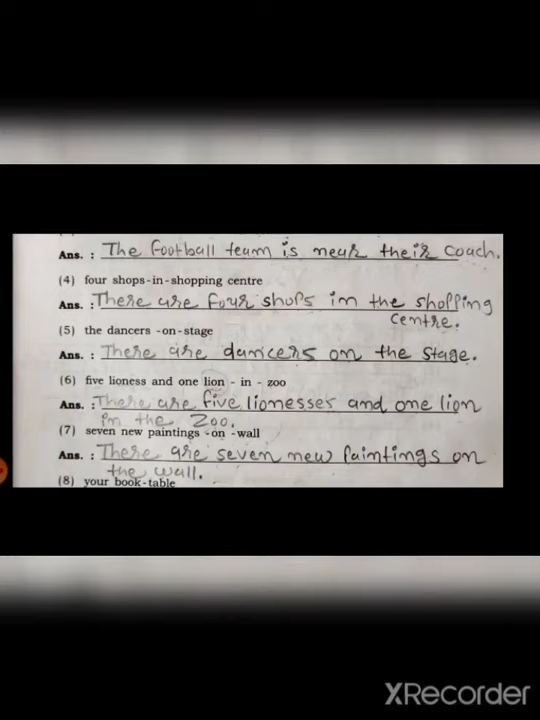 Ans. : The football team is near their coach.
(4) four shops-in-shopping centre
Ans. : There are four shops in the shopping
centre.
(5) the dancers -on-stage
Ans. : There are dancers on the stage.
(6) five lioness and one lion - in - zoo
Ans. : There are five lionesses and one lion
in the Zoo.
(7) seven new paintings -on -wall
Ans. : There are seven new paintings on
the wall.
(8) your book-table
XRecorder